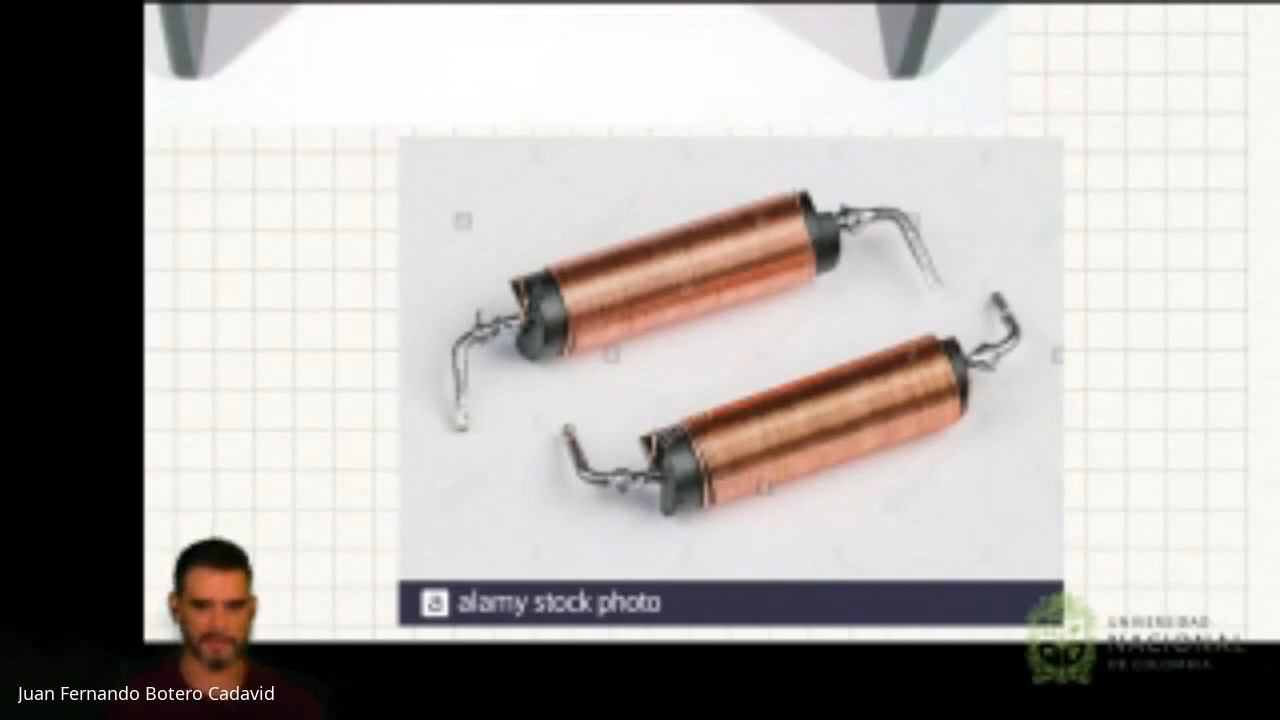 a alamy stock photo
UNIVERSIDAD
NACIONAL
DE COLOMBIA
Juan Fernando Botero Cadavid